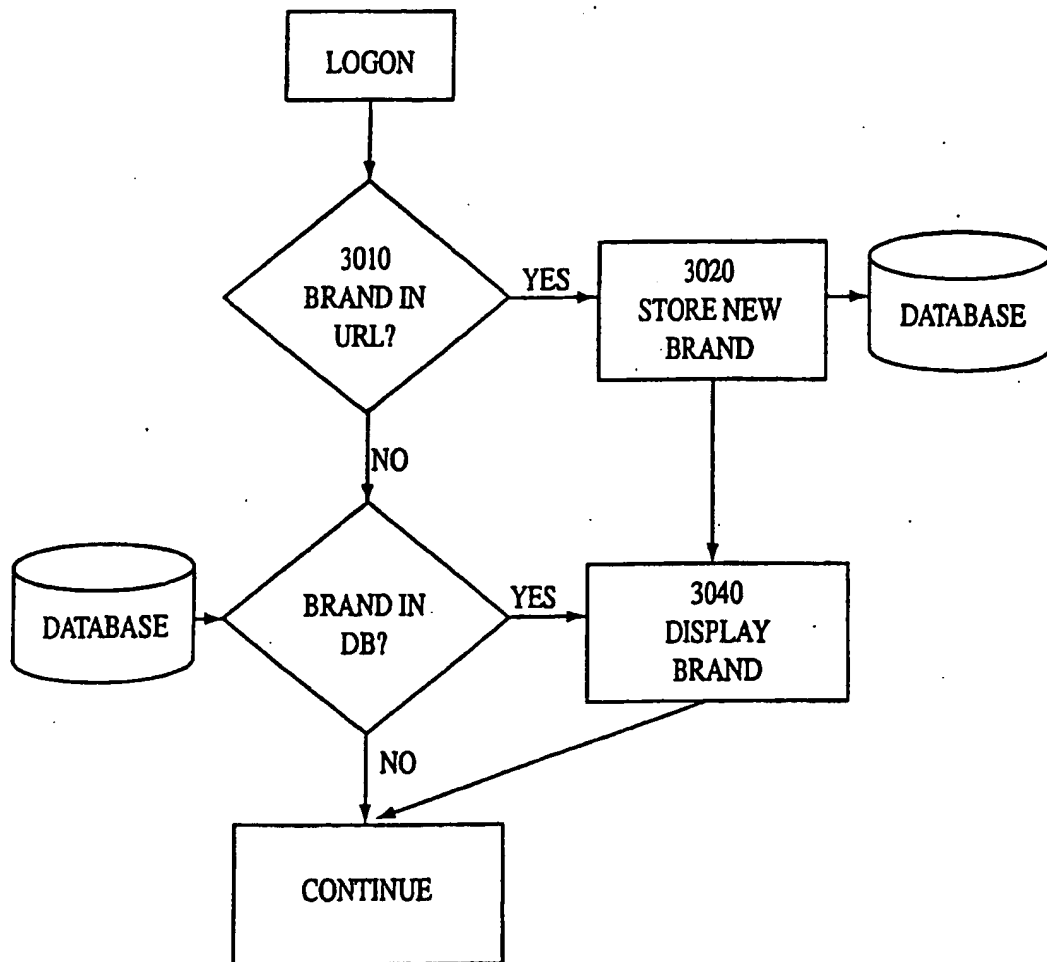 LOGON
3010
BRAND IN
URL?
YES
3020
STORE NEW
BRAND
DATABASE
NO
DATABASE
BRAND IN
DB?
YES
3040
DISPLAY
BRAND
NO
CONTINUE